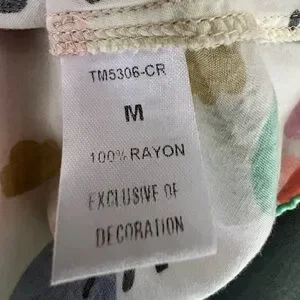 TM5306-CR
M
100% RAYON
EXCLUSIVE OF
DECORATION